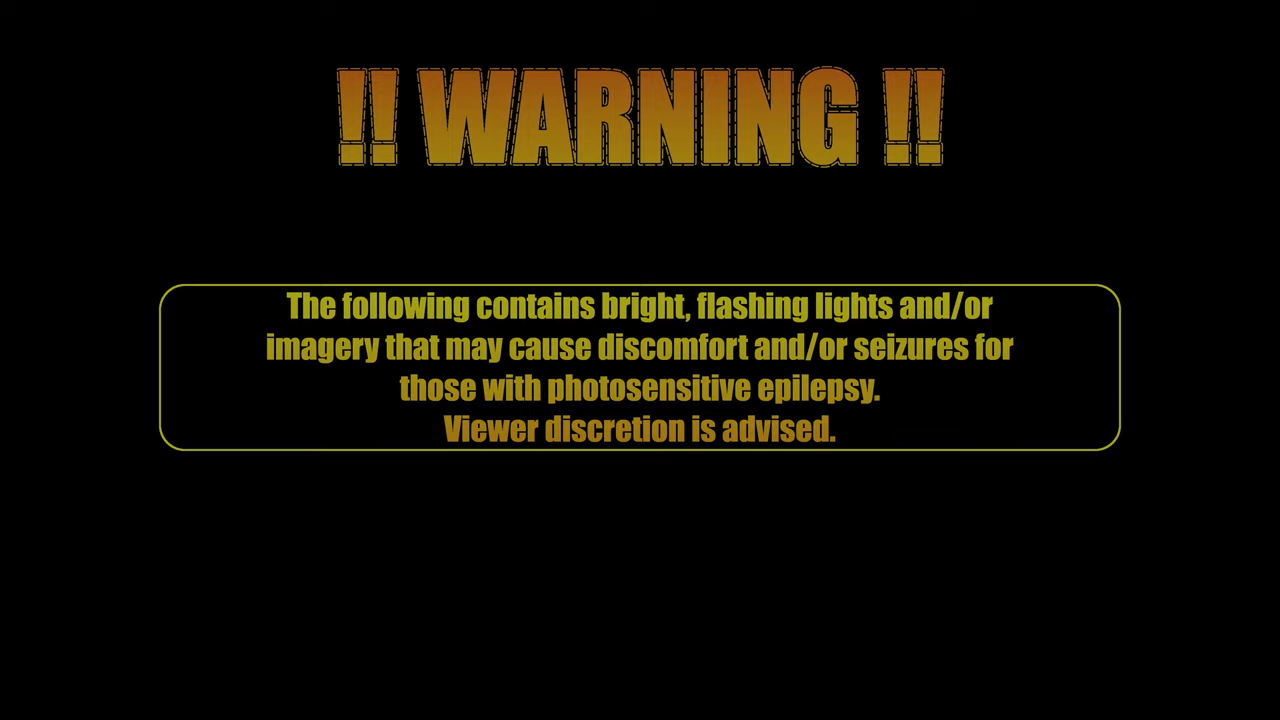 !! WARNING !!
The following contains bright, flashing lights and/or
imagery that may cause discomfort and/or seizures for
those with photosensitive epilepsy.
Viewer discretion is advised.